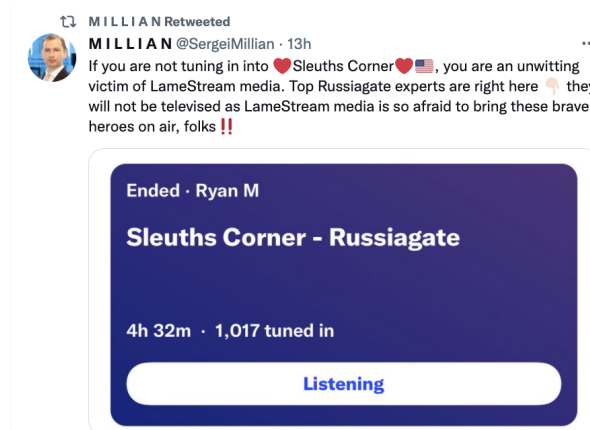 M I L L I A N Retweeted
M I L L I A N @SergeiMillian · 13h
If you are not tuning in into ❤️Sleuths Corner❤️🇺🇸, you are an unwitting
victim of LameStream media. Top Russiagate experts are right here 👇🏻 they
will not be televised as LameStream media is so afraid to bring these brave
heroes on air, folks ‼️
Ended · Ryan M
Sleuths Corner - Russiagate
4h 32m · 1,017 tuned in
Listening